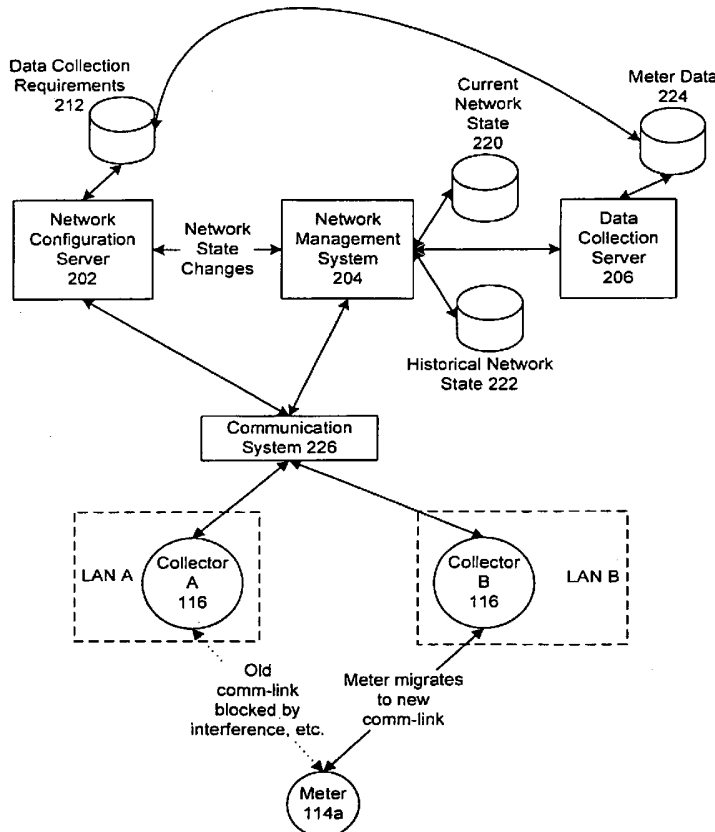 Data Collection
Requirements
212
Current
Network
State
220
Meter Data
224
Network
Configuration
Server
202
Network
State
Changes
Network
Management
System
204
Data
Collection
Server
206
Historical Network
State 222
Communication
System 226
LAN A
Collector
A
116
Collector
B
116
LAN B
Old
comm-link
blocked by
interference, etc.
Meter migrates
to new
comm-link
Meter
114a